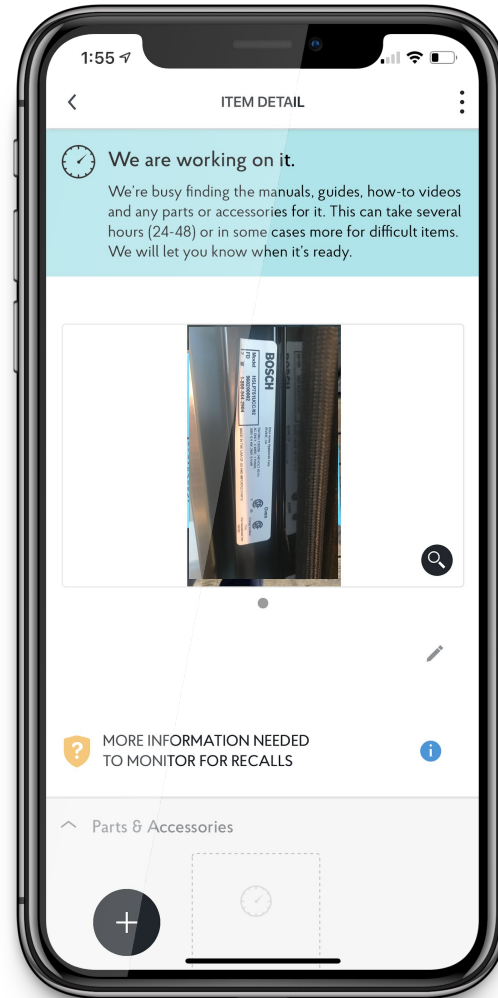 1:55
ITEM DETAIL
We are working on it.
We're busy finding the manuals, guides, how-to videos
and any parts or accessories for it. This can take several
hours (24-48) or in some cases more for difficult items.
We will let you know when it's ready.
BOSCH
Model
FD
MORE INFORMATION NEEDED
TO MONITOR FOR RECALLS
Parts & Accessories